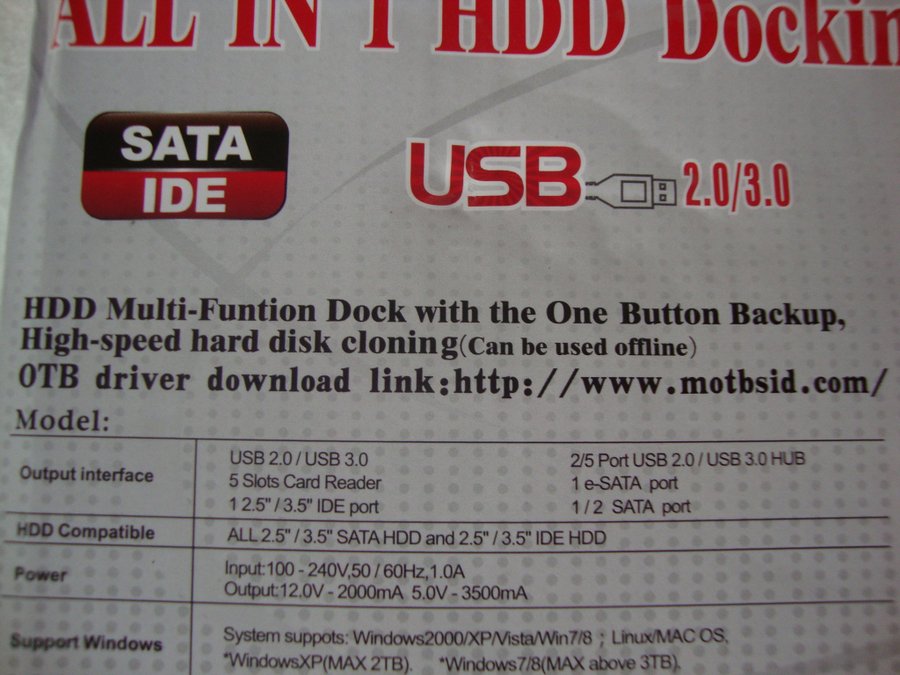 ALL IN 1 HDD Dockin
SATA
IDE
USB 2.0/3.0
HDD Multi-Funtion Dock with the One Button Backup,
High-speed hard disk cloning(Can be used offline)
OTB driver download link:http://www.motbsid.com/
Model:
Output interface
USB 2.0 / USB 3.0
5 Slots Card Reader
1 2.5" / 3.5" IDE port
2/5 Port USB 2.0 / USB 3.0 HUB
1 e-SATA port
1 / 2 SATA port
HDD Compatible
ALL 2.5" / 3.5" SATA HDD and 2.5" / 3.5" IDE HDD
Power
Input:100 - 240V,50 / 60Hz,1.0A
Output:12.0V - 2000mA 5.0V - 3500mA
Support Windows
System suppots: Windows2000/XP/Vista/Win7/8 ; Linux/MAC OS.
*WindowsXP(MAX 2TB). *Windows7/8(MAX above 3TB).